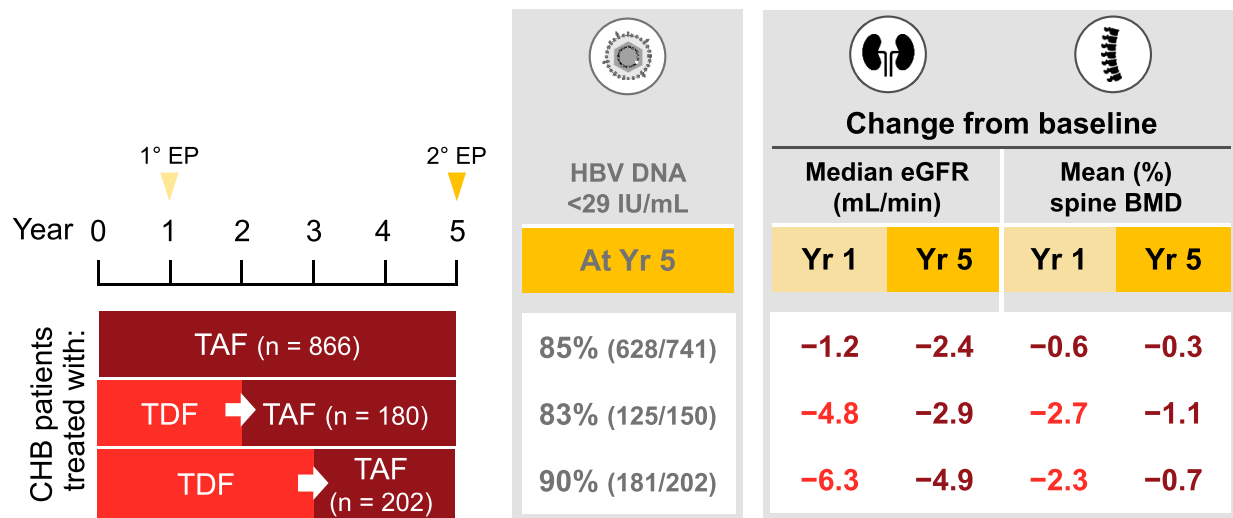 1° EP
2° EP
Year 0 1 2 3 4 5
CHB patients
treated with:
TAF (n = 866)
TDF TAF (n = 180)
TDF TAF
(n = 202)
HBV DNA
<29 IU/mL
At Yr 5
85% (628/741)
83% (125/150)
90% (181/202)
Change from baseline
Median eGFR
(mL/min)
Mean (%)
spine BMD
Yr 1 Yr 5 Yr 1 Yr 5
−1.2 −2.4 −0.6 −0.3
−4.8 −2.9 −2.7 −1.1
−6.3 −4.9 −2.3 −0.7